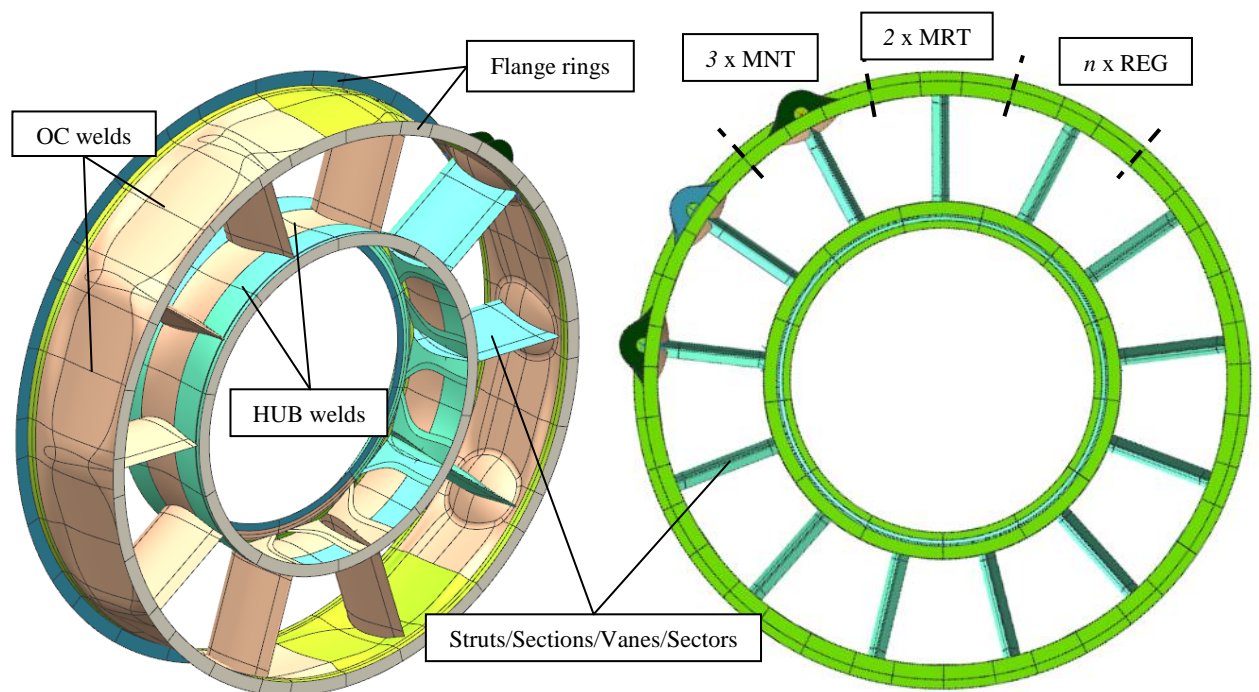 Flange rings
3 x MNT
2 x MRT
n x REG
OC welds
HUB welds
Struts/Sections/Vanes/Sectors